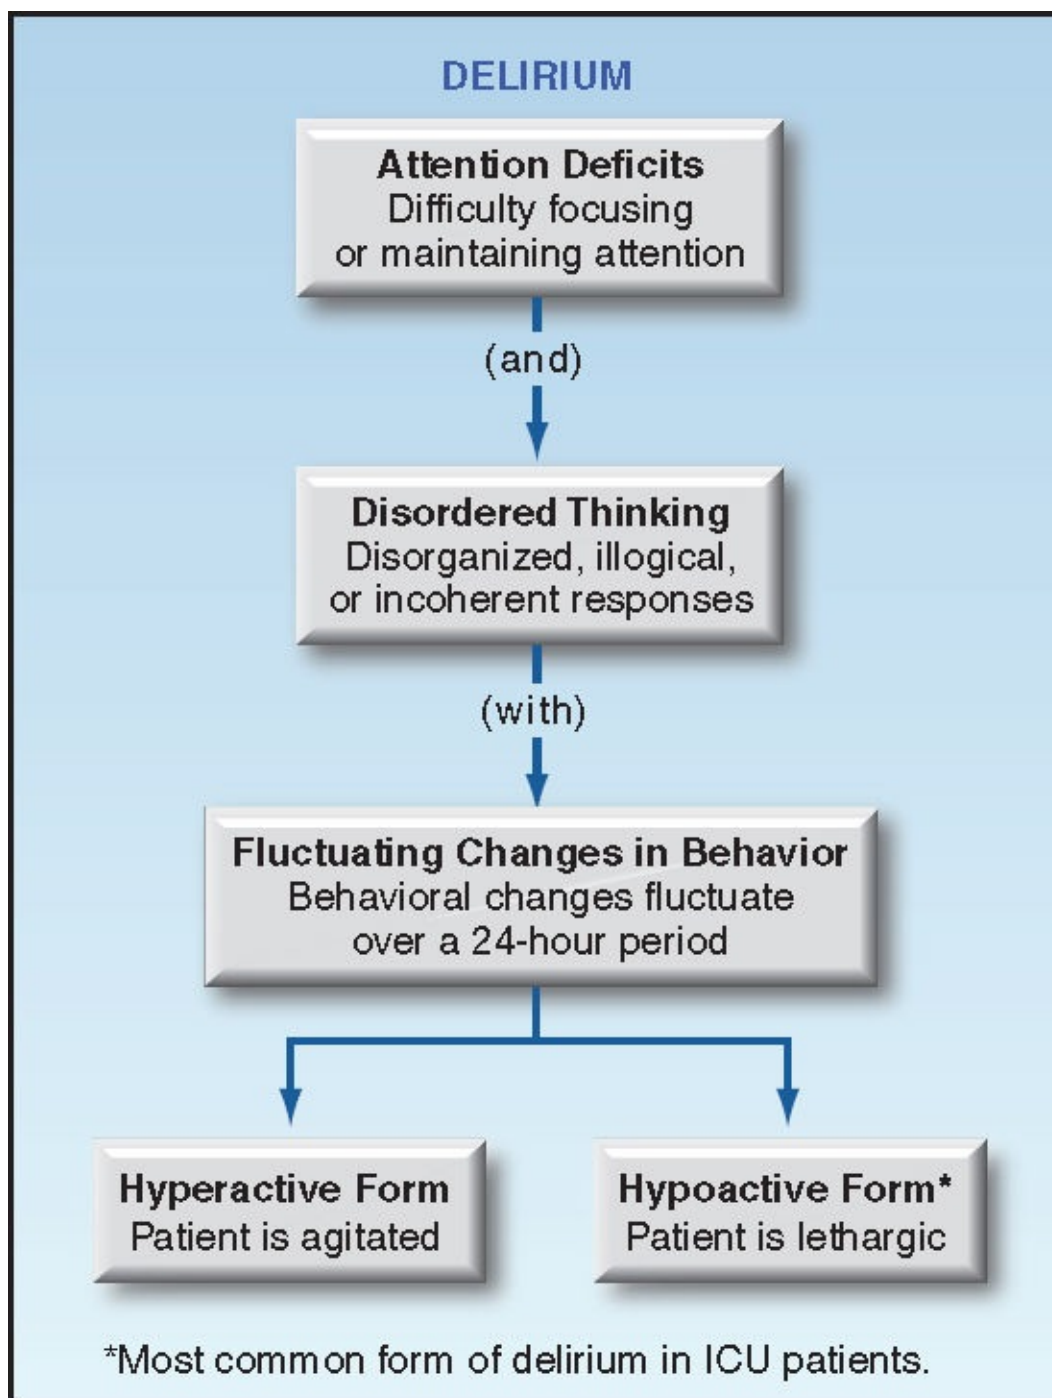 DELIRIUM
Attention Deficits
Difficulty focusing
or maintaining attention
(and)
Disordered Thinking
Disorganized, illogical,
or incoherent responses
(with)
Fluctuating Changes in Behavior
Behavioral changes fluctuate
over a 24-hour period
Hyperactive Form
Patient is agitated
Hypoactive Form*
Patient is lethargic
*Most common form of delirium in ICU patients.